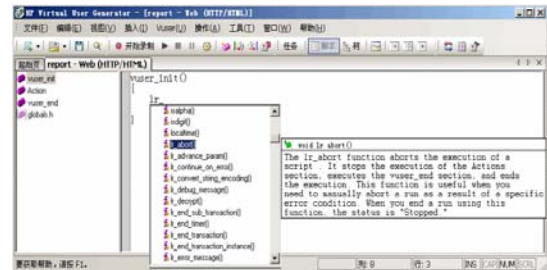 HP Virtual User Generator - [report - Web (HTTP/HTML)]
文件(F) 编辑(E) 视图(V) 插入(I) Vuser(U) 操作(A) 工具(T) 窗口(W) 帮助(H)
开始录制 任务
起始页 report - Web (HTTP/HTML)
vuser_init
Action
vuser_end
globals.h
vuser_init()
{
lr_
}
isalpha()
isdigit()
localtime()
lr_abort()
lr_advance_param()
lr_continue_on_error()
lr_convert_string_encoding()
lr_debug_message()
lr_decrypt()
lr_end_sub_transaction()
lr_end_timer()
lr_end_transaction()
lr_end_transaction_instance()
lr_error_message()
void lr_abort()
The lr_abort function aborts the execution of a
script . It stops the execution of the Actions
section, executes the vuser_end section, and ends
the execution. This function is useful when you
need to manually abort a run as a result of a specific
error condition. When you end a run using this
function, the status is "Stopped."
要获取帮助，请按 F1。
列: 8 行: 3 INS CAP NUM SCRL